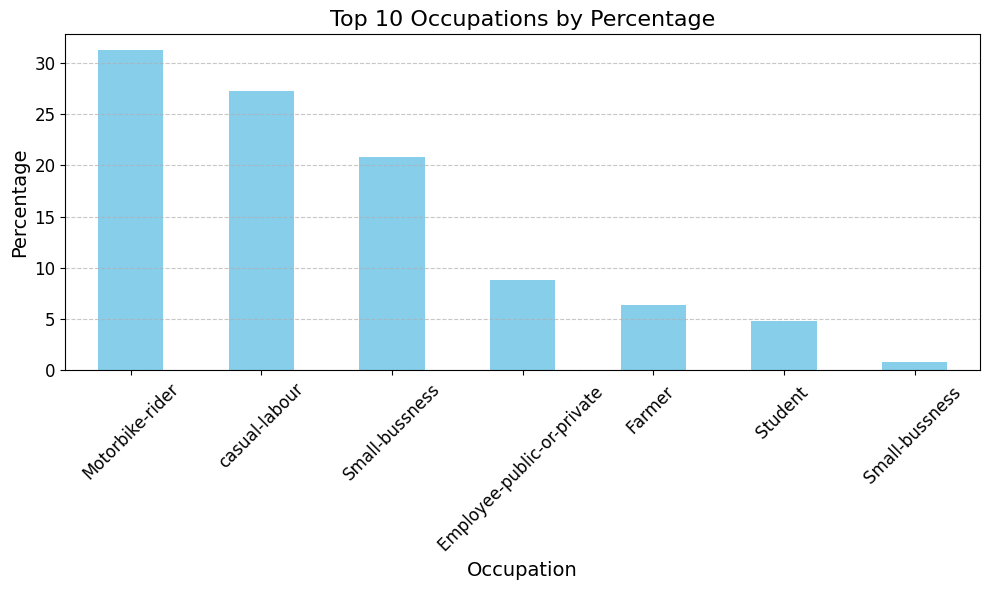 Top 10 Occupations by Percentage
Percentage
30
25
20
15
10
5
0
Motorbike-rider
casual-labour
Small-bussness
Employee-public-or-private
Farmer
Student
Small-bussness
Occupation